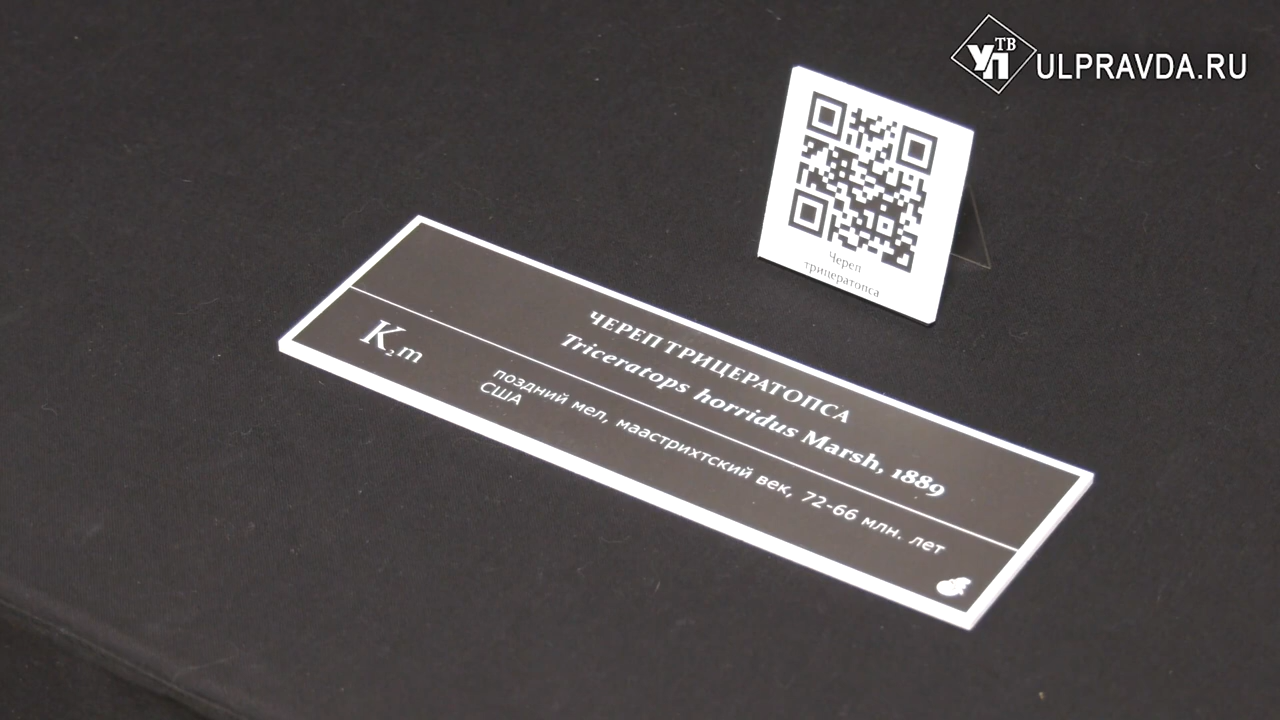 УП ТВ ULPRAVDA.RU
Череп
трицератопса
ЧЕРЕП ТРИЦЕРАТОПСА
Triceratops horridus Marsh, 1889
K₂m
поздний мел, маастрихтский век, 72-66 млн. лет
США